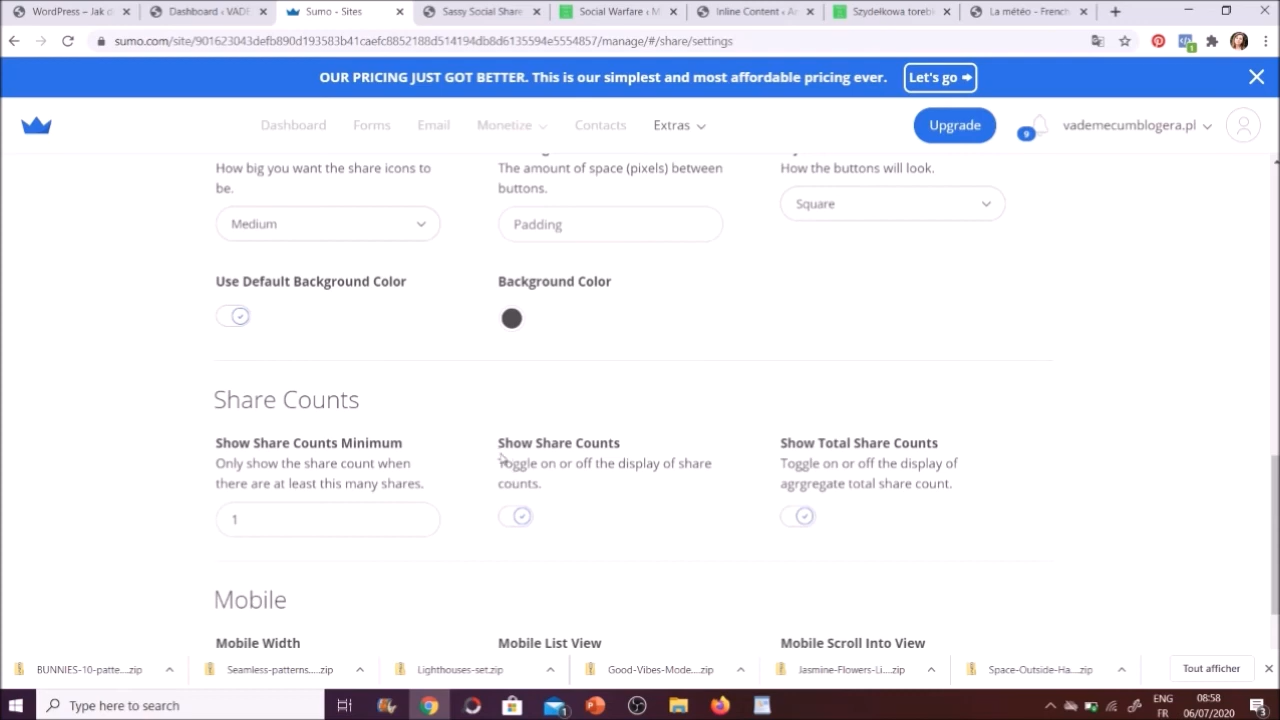 WordPress – Jak d
Dashboard ‹ VADE
Sumo - Sites
Sassy Social Share
Social Warfare ‹ M
Inline Content ‹ A
Szydełkowa toreb
La météo - French
sumo.com/site/901623043defb890d193583b41caefc8852188d514194db8d6135594e5554857/manage/#/share/settings
OUR PRICING JUST GOT BETTER. This is our simplest and most affordable pricing ever.
Let's go
Dashboard
Forms
Email
Monetize
Contacts
Extras
Upgrade
9
vademecumblogera.pl
How big you want the share icons to
be.
Medium
The amount of space (pixels) between
buttons.
Padding
How the buttons will look.
Square
Use Default Background Color
Background Color
Share Counts
Show Share Counts Minimum
Only show the share count when
there are at least this many shares.
1
Show Share Counts
Toggle on or off the display of share
counts.
Show Total Share Counts
Toggle on or off the display of
agrgregate total share count.
Mobile
Mobile Width
Mobile List View
Mobile Scroll Into View
BUNNIES-10-patte....zip
Seamless-patterns....zip
Lighthouses-set.zip
Good-Vibes-Mode....zip
Jasmine-Flowers-Li....zip
Space-Outside-Ha....zip
Tout afficher
Type here to search
1
ENG
FR
08:58
06/07/2020
3